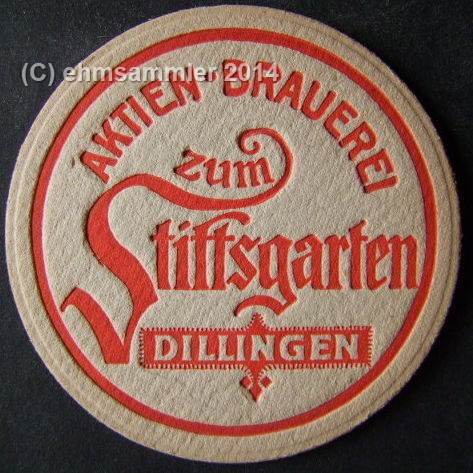 (C) ehmsammler 2014
AKTIEN-BRAUEREI
zum
Stiftsgarten
DILLINGEN